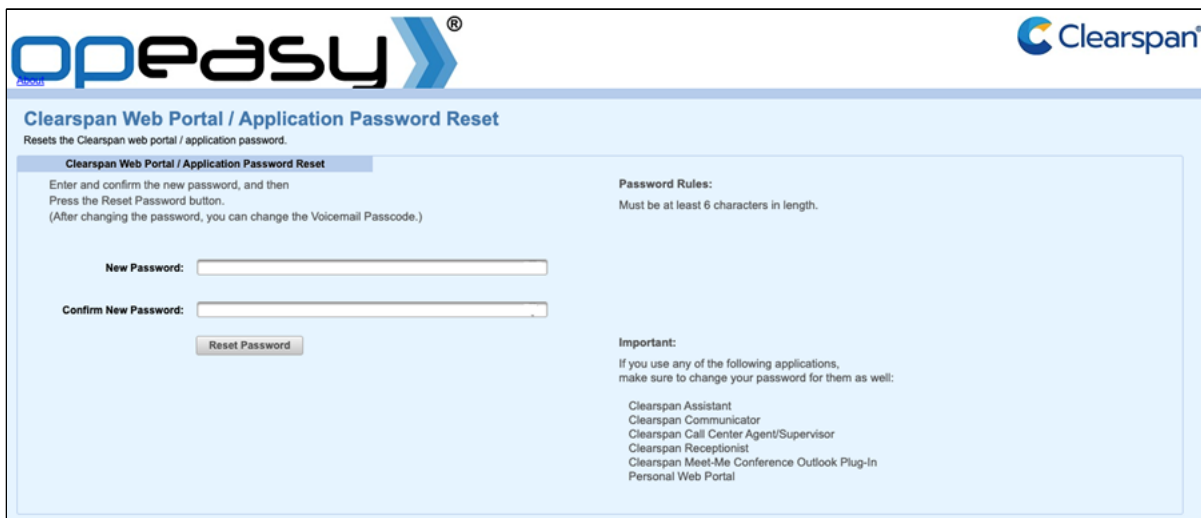 opeasy®
Clearspan®
About
Clearspan Web Portal / Application Password Reset
Resets the Clearspan web portal / application password.
Clearspan Web Portal / Application Password Reset
Enter and confirm the new password, and then
Press the Reset Password button.
(After changing the password, you can change the Voicemail Passcode.)
Password Rules:
Must be at least 6 characters in length.
New Password:
Confirm New Password:
Reset Password
Important:
If you use any of the following applications,
make sure to change your password for them as well:
Clearspan Assistant
Clearspan Communicator
Clearspan Call Center Agent/Supervisor
Clearspan Receptionist
Clearspan Meet-Me Conference Outlook Plug-In
Personal Web Portal